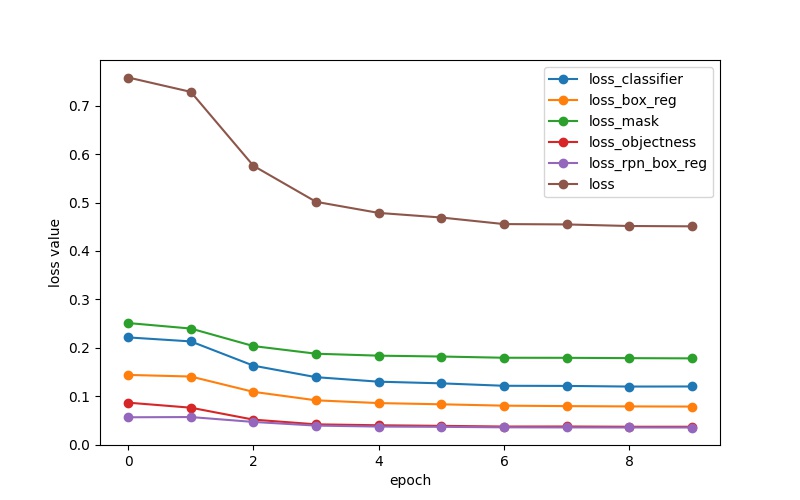 0.7
0.6
0.5
0.4
0.3
0.2
0.1
0.0
loss value
0 2 4 6 8
epoch
loss_classifier
loss_box_reg
loss_mask
loss_objectness
loss_rpn_box_reg
loss